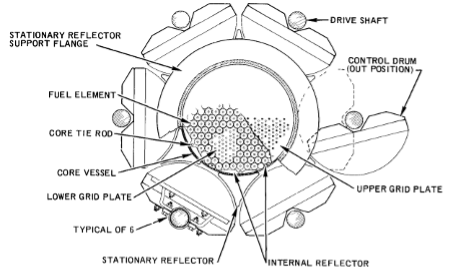 DRIVE SHAFT
STATIONARY REFLECTOR
SUPPORT FLANGE
CONTROL DRUM
(OUT POSITION)
FUEL ELEMENT
CORE TIE ROD
CORE VESSEL
LOWER GRID PLATE
UPPER GRID PLATE
TYPICAL OF 6
STATIONARY REFLECTOR
INTERNAL REFLECTOR